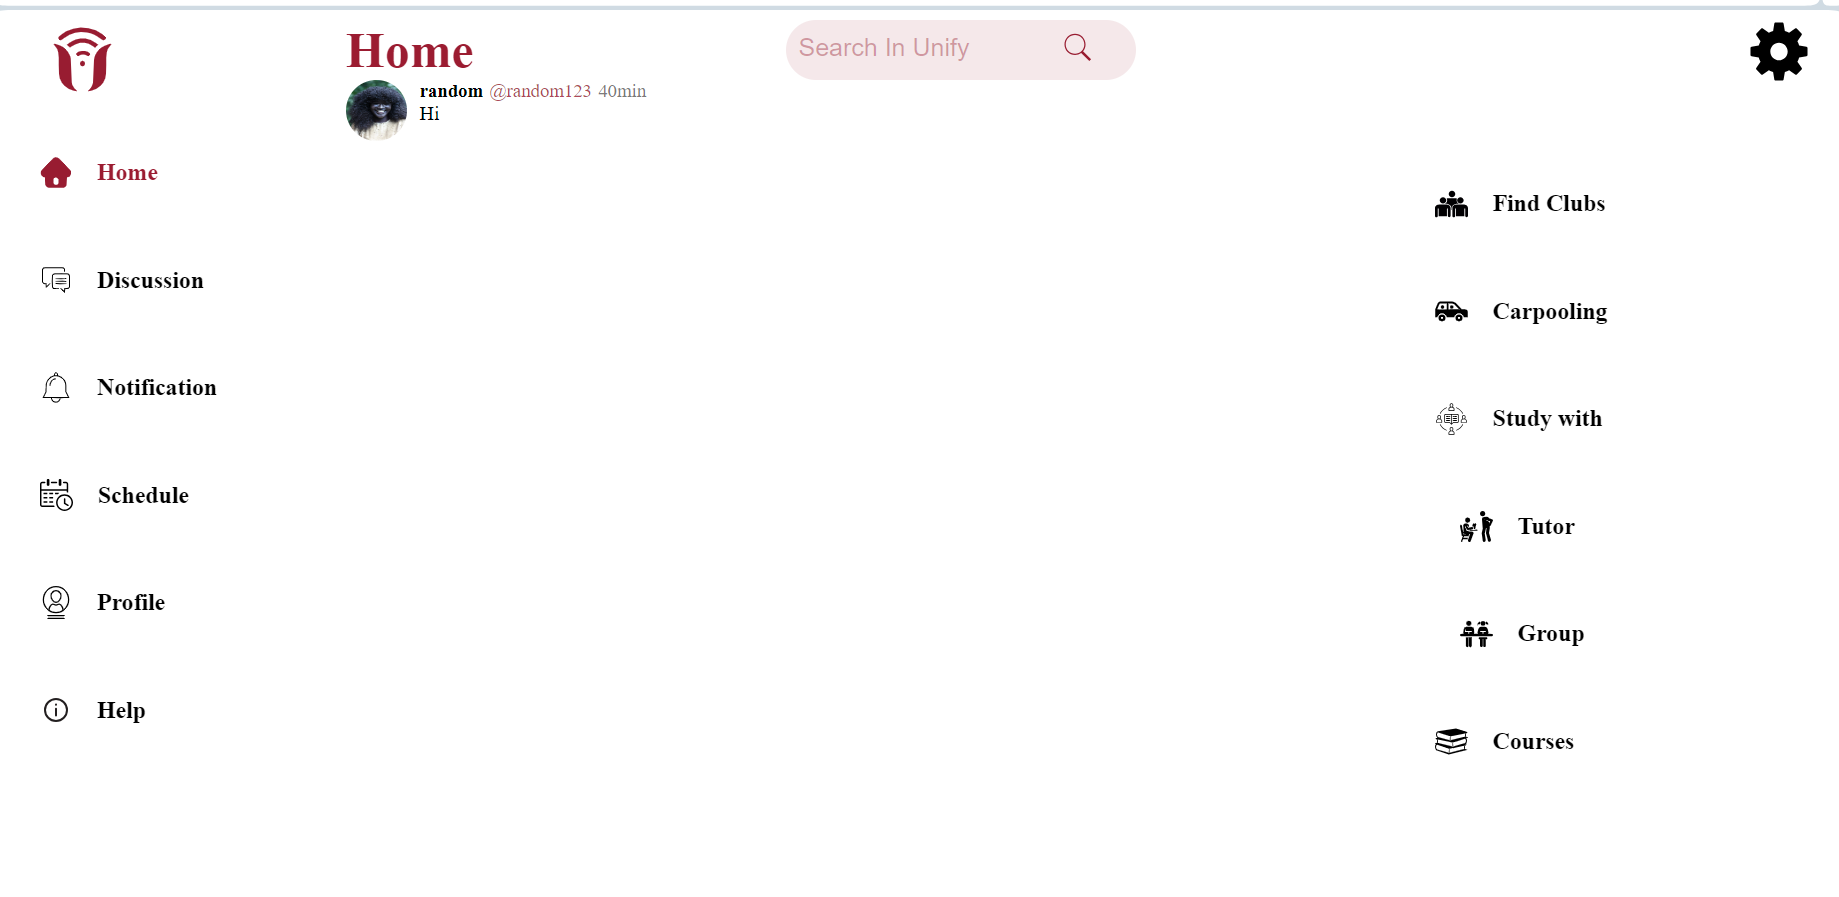 Home
Search In Unify
random @random123 40min
Hi
Home
Discussion
Notification
Schedule
Profile
Help
Find Clubs
Carpooling
Study with
Tutor
Group
Courses